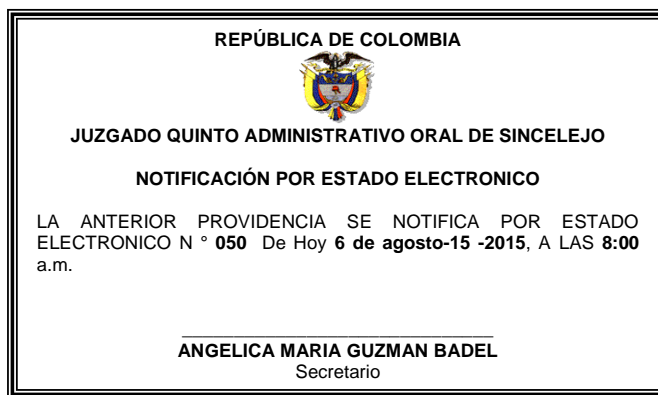 REPÚBLICA DE COLOMBIA
JUZGADO QUINTO ADMINISTRATIVO ORAL DE SINCELEJO
NOTIFICACIÓN POR ESTADO ELECTRONICO
LA ANTERIOR PROVIDENCIA SE NOTIFICA POR ESTADO
ELECTRONICO N ° 050 De Hoy 6 de agosto-15 -2015, A LAS 8:00
a.m.
ANGELICA MARIA GUZMAN BADEL
Secretario